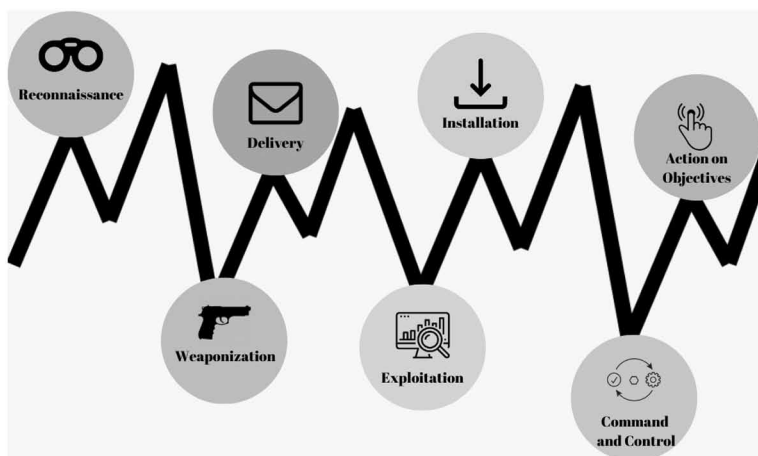 Reconnaissance
Weaponization
Delivery
Exploitation
Installation
Command
and Control
Action on
Objectives